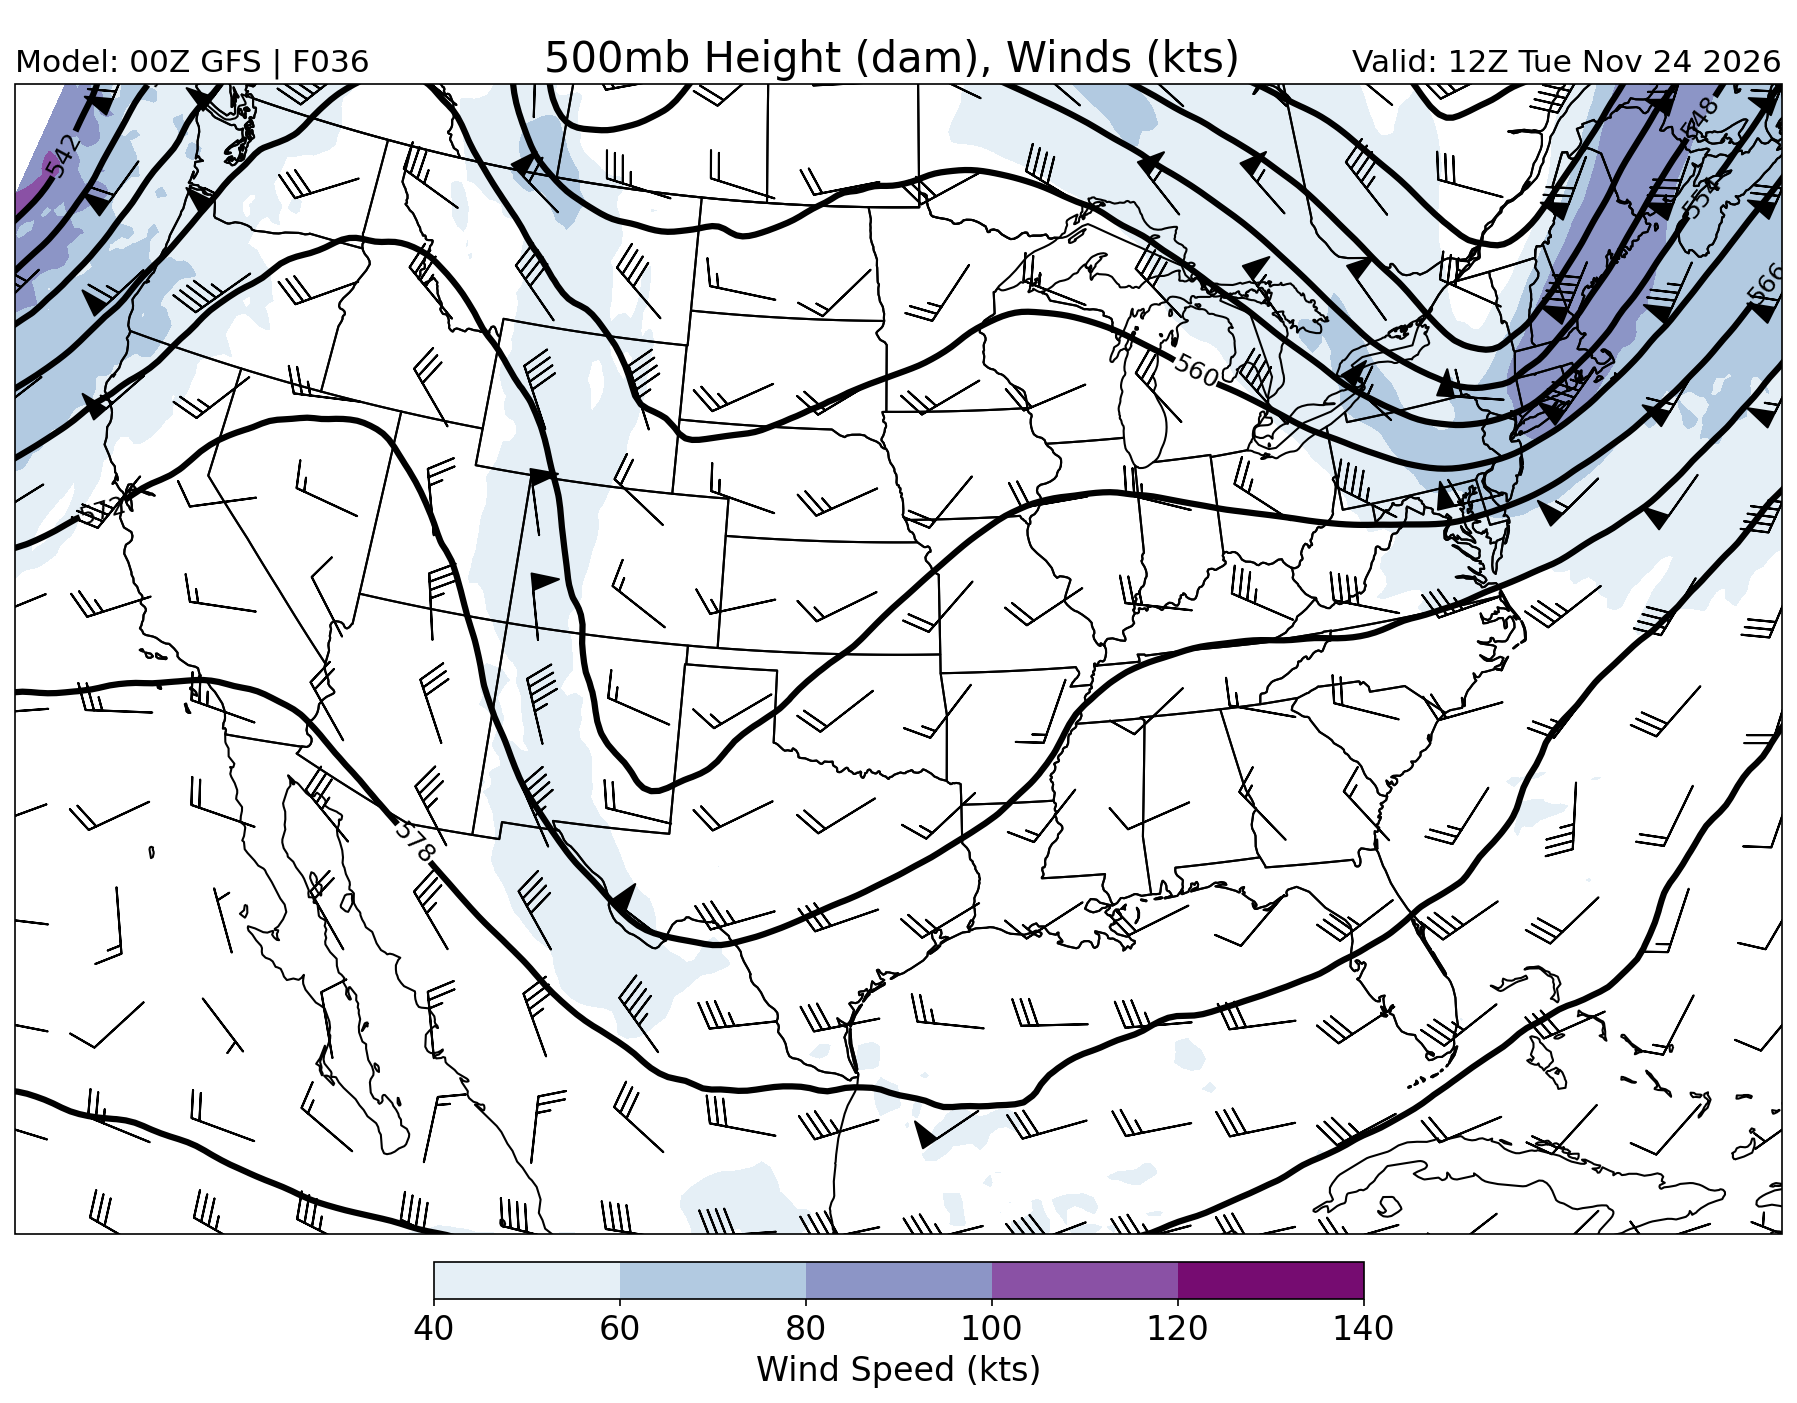 Model: 00Z GFS | F036
500mb Height (dam), Winds (kts)
Valid: 12Z Tue Nov 24 2026
542
548
554
566
560
572
578
40 60 80 100 120 140
Wind Speed (kts)